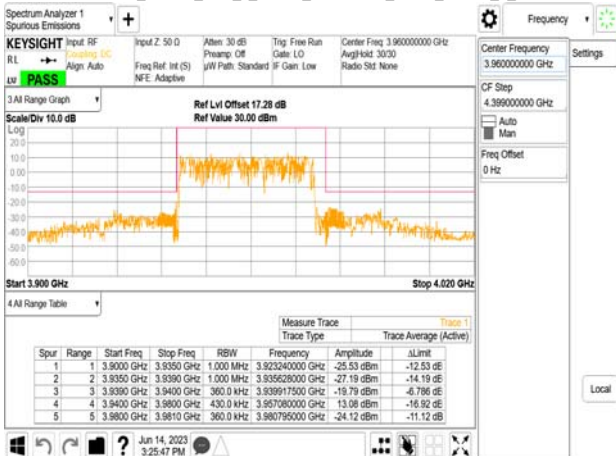 Spectrum Analyzer 1
Spurious Emissions
+
Frequency
KEYSIGHT Input: RF Input Z: 50 Ω Atten: 30 dB Trig: Free Run Center Freq: 3.960000000 GHz
RL Coupling: DC Preamp: Off Gate: LO Avg|Hold: 30/30
Align: Auto Freq Ref: Int (S) µW Path: Standard IF Gain: Low Radio Std: None
NFE: Adaptive
PASS
Center Frequency
3.960000000 GHz
Settings
CF Step
4.399000000 GHz
Auto
Man
Freq Offset
0 Hz
Local
3 All Range Graph
Ref Lvl Offset 17.28 dB
Scale/Div 10.0 dB Ref Value 30.00 dBm
Log
20.0
10.0
0.00
-10.0
-20.0
-30.0
-40.0
-50.0
-60.0
Start 3.900 GHz Stop 4.020 GHz
4 All Range Table
Measure Trace Trace 1
Trace Type Trace Average (Active)
Spur Range Start Freq Stop Freq RBW Frequency Amplitude ΔLimit
1 1 3.9000 GHz 3.9350 GHz 1.000 MHz 3.923240000 GHz -25.53 dBm -12.53 dB
2 2 3.9350 GHz 3.9390 GHz 1.000 MHz 3.935628000 GHz -27.19 dBm -14.19 dB
3 3 3.9390 GHz 3.9400 GHz 360.0 kHz 3.939917500 GHz -19.79 dBm -6.786 dB
4 4 3.9400 GHz 3.9800 GHz 430.0 kHz 3.957080000 GHz 13.08 dBm -16.92 dB
5 5 3.9800 GHz 3.9810 GHz 360.0 kHz 3.980795000 GHz -24.12 dBm -11.12 dB
? Jun 14, 2023
3:25:47 PM